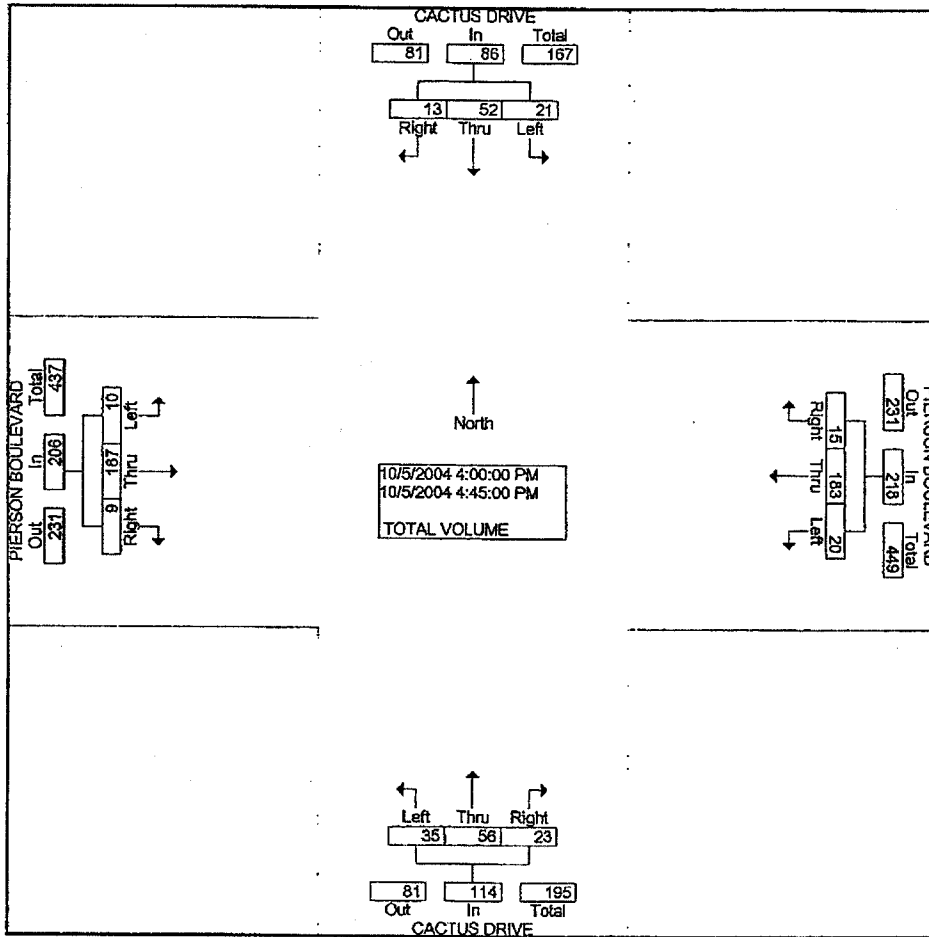 CACTUS DRIVE
Out In Total
81 86 167
13 52 21
Right Thru Left
PIERSON BOULEVARD
Total In Out
437 206 231
10 187 9
Left Thru Right
North
10/5/2004 4:00:00 PM
10/5/2004 4:45:00 PM
TOTAL VOLUME
Right Thru Left
15 183 20
231 218 449
Out In Total
PIERSON BOULEVARD
Left Thru Right
35 56 23
81 114 195
Out In Total
CACTUS DRIVE